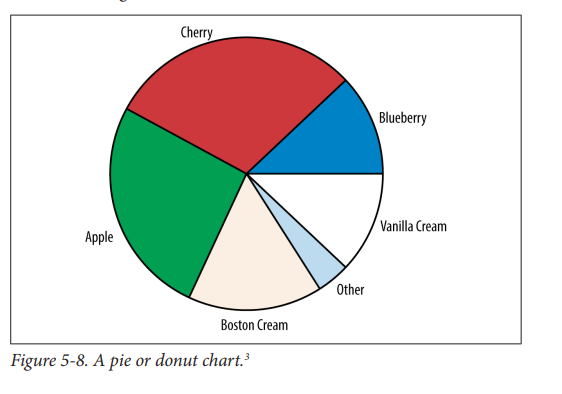 Cherry
Blueberry
Vanilla Cream
Apple
Other
Boston Cream
Figure 5-8. A pie or donut chart.³